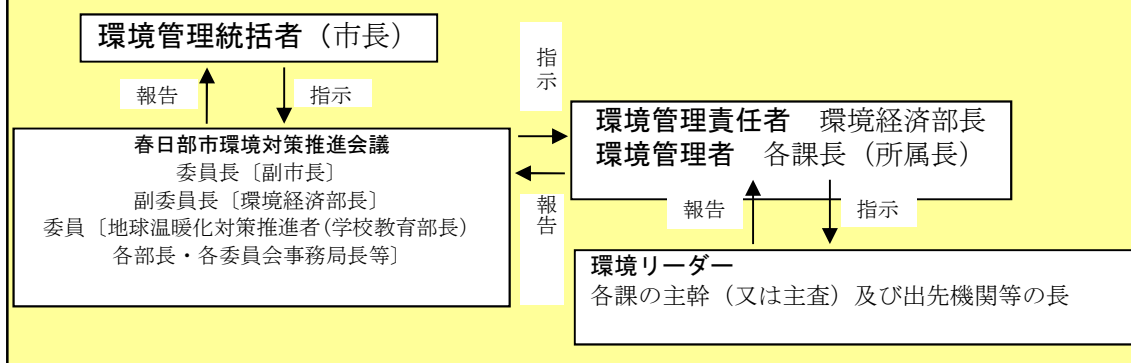 環境管理統括者（市長）
報告
指示
春日部市環境対策推進会議
委員長〔副市長〕
副委員長〔環境経済部長〕
委員〔地球温暖化対策推進者(学校教育部長）
各部長・各委員会事務局長等〕
指示
報告
環境管理責任者　環境経済部長
環境管理者　各課長（所属長）
報告
指示
環境リーダー
各課の主幹（又は主査）及び出先機関等の長